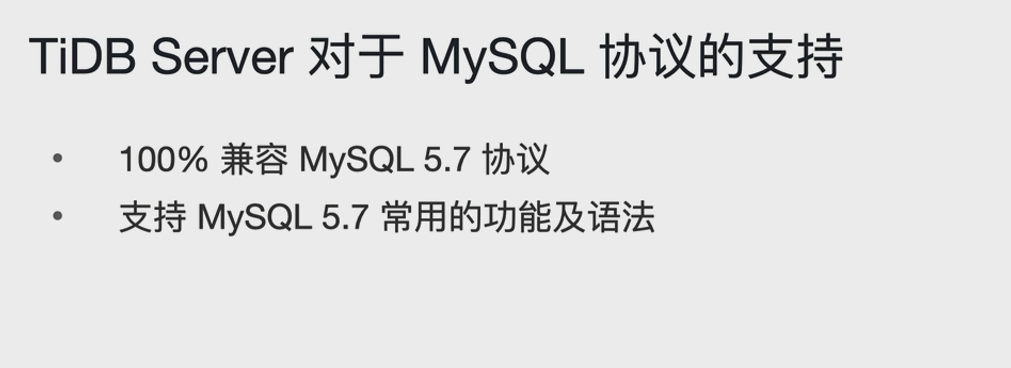 TiDB Server 对于 MySQL 协议的支持
• 100% 兼容 MySQL 5.7 协议
• 支持 MySQL 5.7 常用的功能及语法